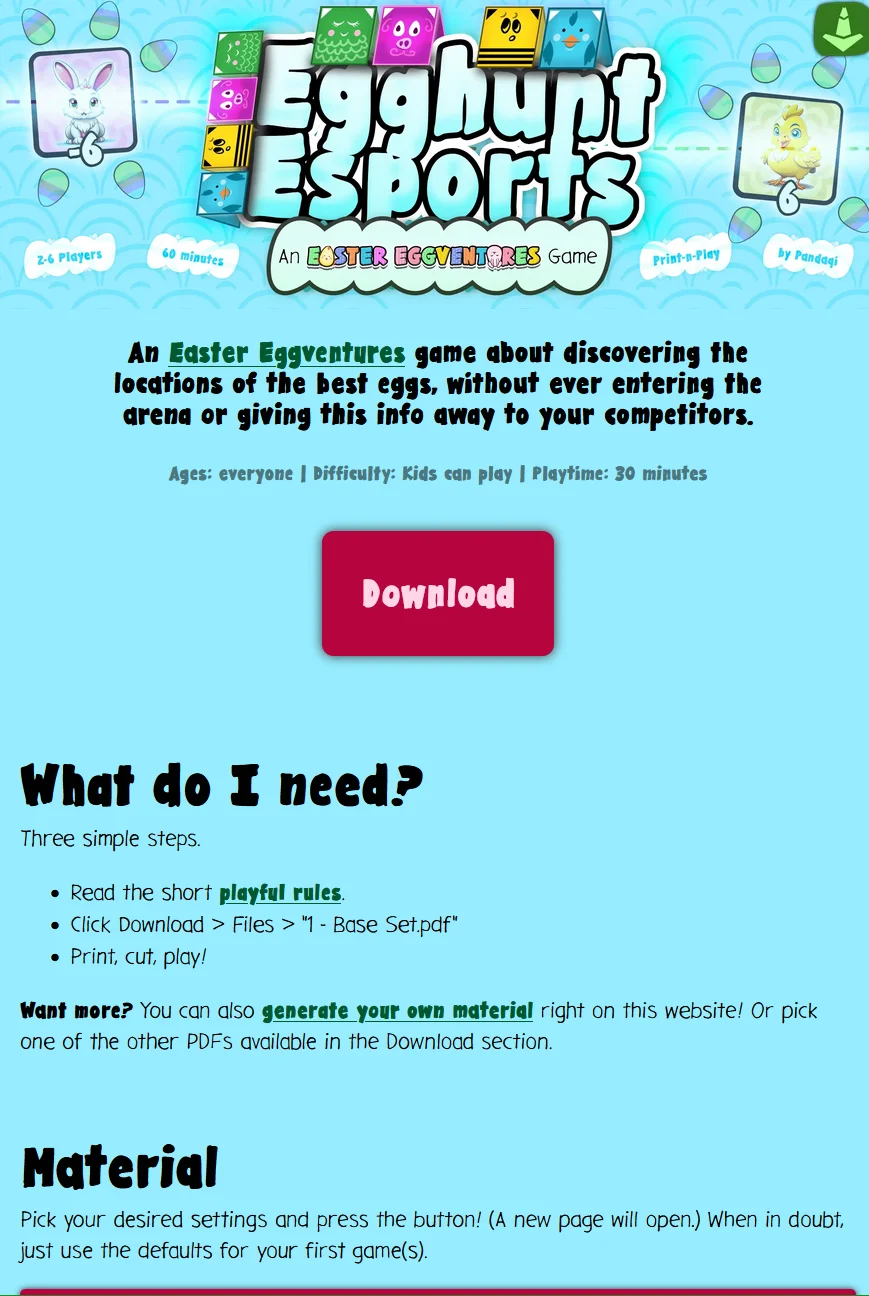 Egghunt
Esports
-6
6
An EASTER EGGVENTURES Game
2-6 Players
60 minutes
Print-n-Play
by Pandaqi
An Easter Eggventures game about discovering the
locations of the best eggs, without ever entering the
arena or giving this info away to your competitors.
Ages: everyone | Difficulty: Kids can play | Playtime: 30 minutes
Download
What do I need?
Three simple steps.
• Read the short playful rules.
• Click Download > Files > "1 - Base Set.pdf"
• Print, cut, play!
Want more? You can also generate your own material right on this website! Or pick
one of the other PDFs available in the Download section.
Material
Pick your desired settings and press the button! (A new page will open.) When in doubt,
just use the defaults for your first game(s).